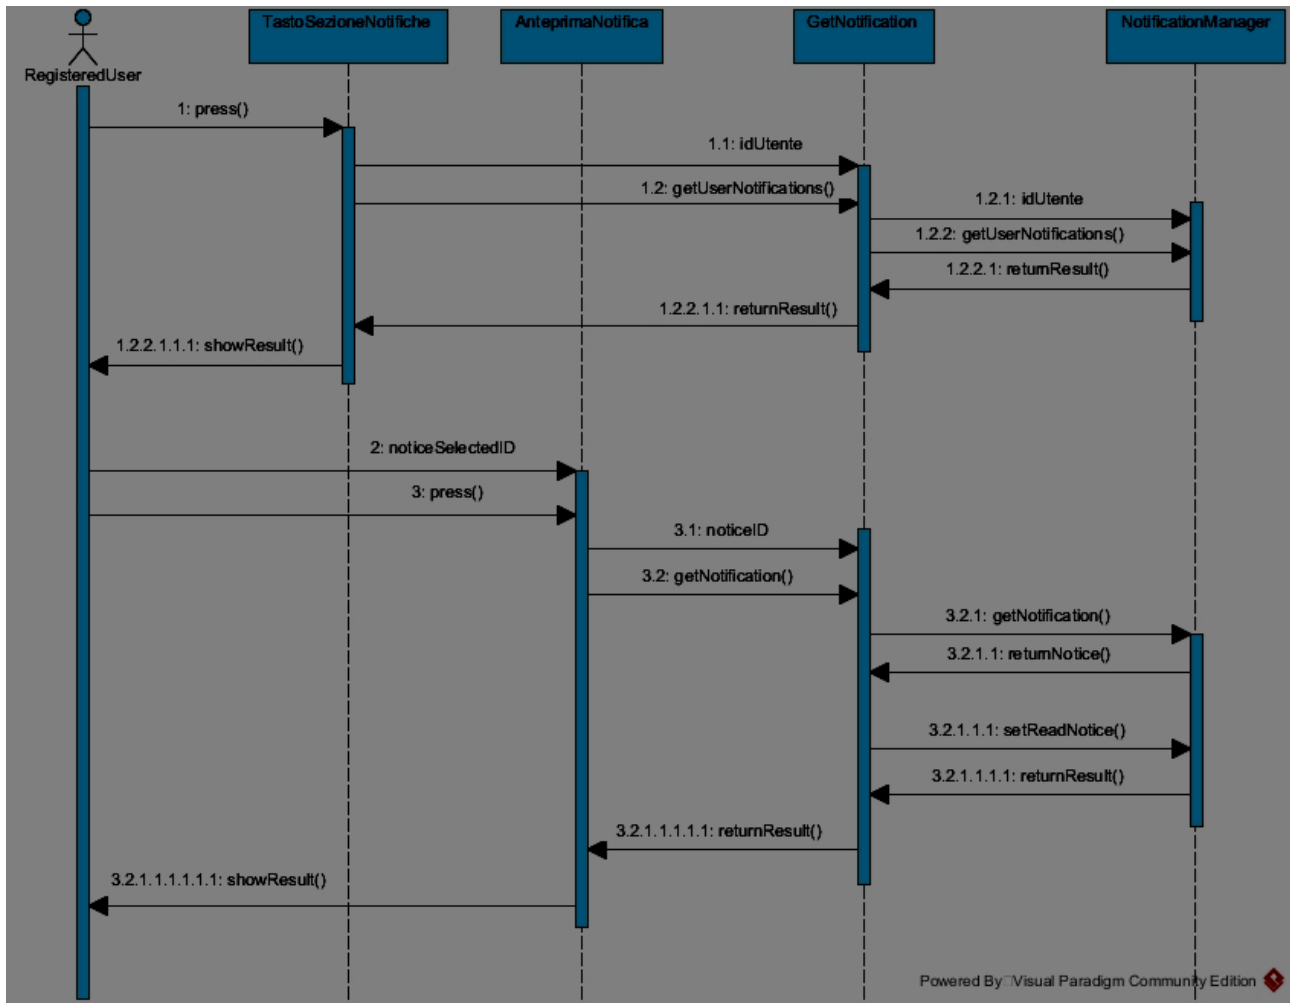 TastoSezioneNotifiche
AnteprimaNotifica
GetNotification
NotificationManager
RegisteredUser
1: press()
1.1: idUtente
1.2: getUserNotifications()
1.2.1: idUtente
1.2.2: getUserNotifications()
1.2.2.1: returnResult()
1.2.2.1.1: returnResult()
1.2.2.1.1.1: showResult()
2: noticeSelectedID
3: press()
3.1: noticeID
3.2: getNotification()
3.2.1: getNotification()
3.2.1.1: returnNotice()
3.2.1.1.1: setReadNotice()
3.2.1.1.1.1: returnResult()
3.2.1.1.1.1.1: returnResult()
3.2.1.1.1.1.1.1: showResult()
Powered By Visual Paradigm Community Edition